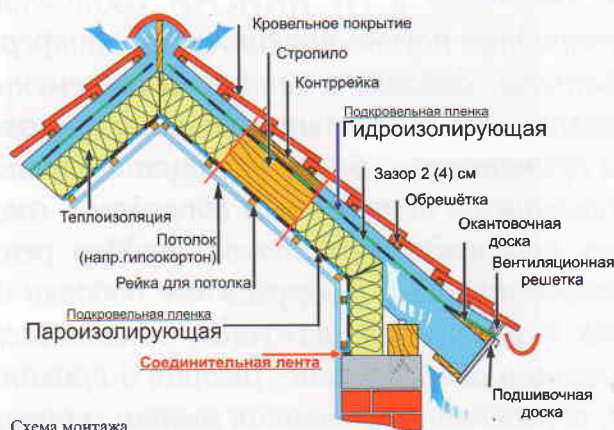 Кровельное покрытие
Стропило
Контррейка
Подкровельная пленка
Гидроизолирующая
Зазор 2 (4) см
Обрешётка
Окантовочная
доска
Вентиляционная
решетка
Теплоизоляция
Потолок
(напр.гипсокортон)
Рейка для потолка
Подкровельная пленка
Пароизолирующая
Соединительная лента
Подшивочная
доска
Схема монтажа